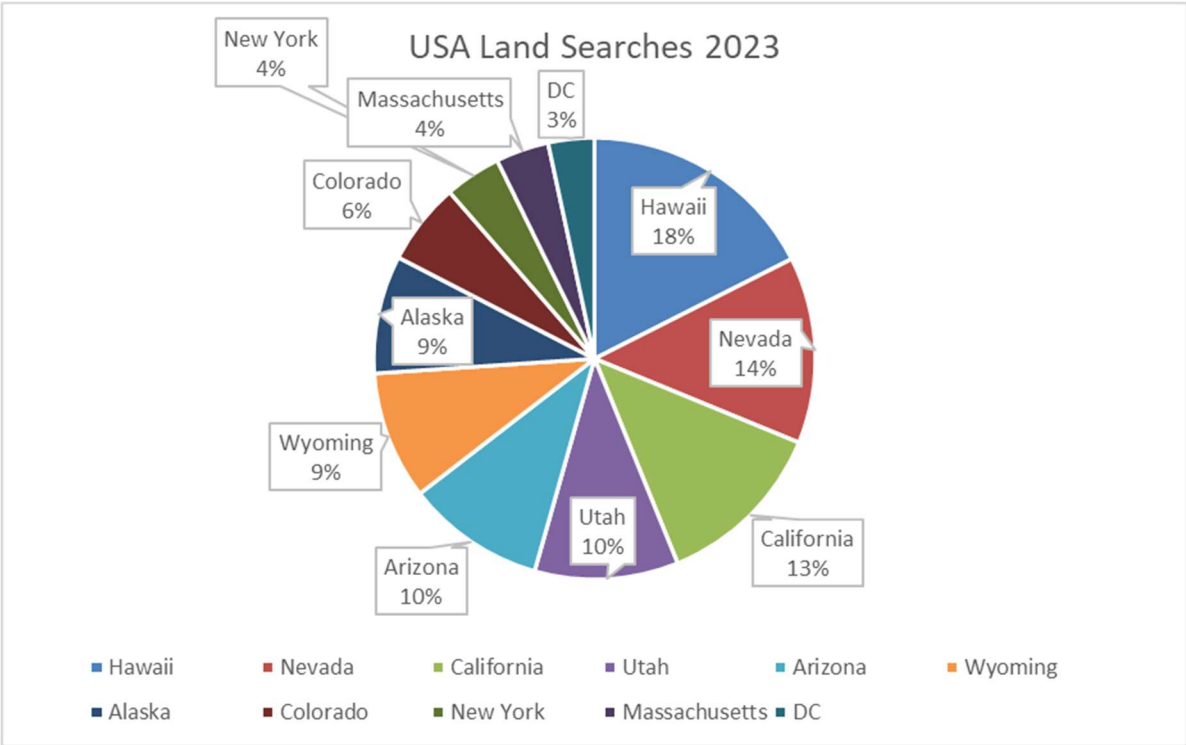 USA Land Searches 2023
New York
4%
Massachusetts
4%
DC
3%
Colorado
6%
Hawaii
18%
Alaska
9%
Nevada
14%
Wyoming
9%
Utah
10%
California
13%
Arizona
10%
Hawaii Nevada California Utah Arizona Wyoming
Alaska Colorado New York Massachusetts DC